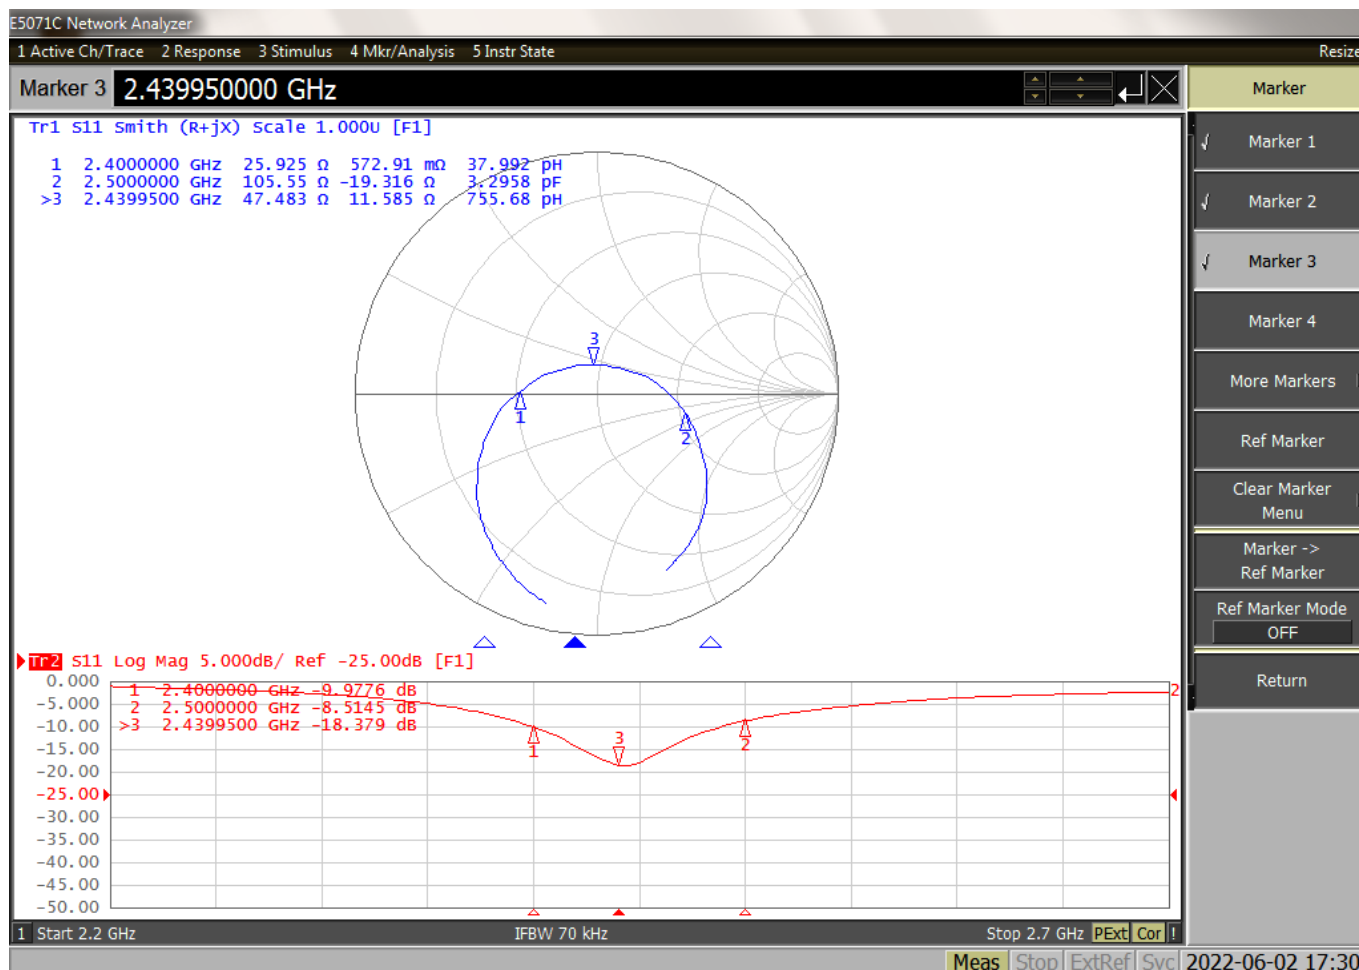 E5071C Network Analyzer
1 Active Ch/Trace 2 Response 3 Stimulus 4 Mkr/Analysis 5 Instr State Resize
Marker 3 2.439950000 GHz
Marker
Tr1 S11 Smith (R+jX) Scale 1.000U [F1]
1 2.4000000 GHz 25.925 Ω 572.91 mΩ 37.992 pH
2 2.5000000 GHz 105.55 Ω -19.316 Ω 3.2958 pF
>3 2.4399500 GHz 47.483 Ω 11.585 Ω 755.68 pH
3
1
2
Marker 1
Marker 2
Marker 3
Marker 4
More Markers
Ref Marker
Clear Marker
Menu
Marker ->
Ref Marker
Ref Marker Mode
OFF
Return
Tr2 S11 Log Mag 5.000dB/ Ref -25.00dB [F1]
0.000
-5.000
-10.00
-15.00
-20.00
-25.00
-30.00
-35.00
-40.00
-45.00
-50.00
1 2.4000000 GHz -9.9776 dB
2 2.5000000 GHz -8.5145 dB
>3 2.4399500 GHz -18.379 dB
2
1
3
2
1 Start 2.2 GHz IFBW 70 kHz Stop 2.7 GHz PExt Cor !
Meas Stop ExtRef Svc 2022-06-02 17:30